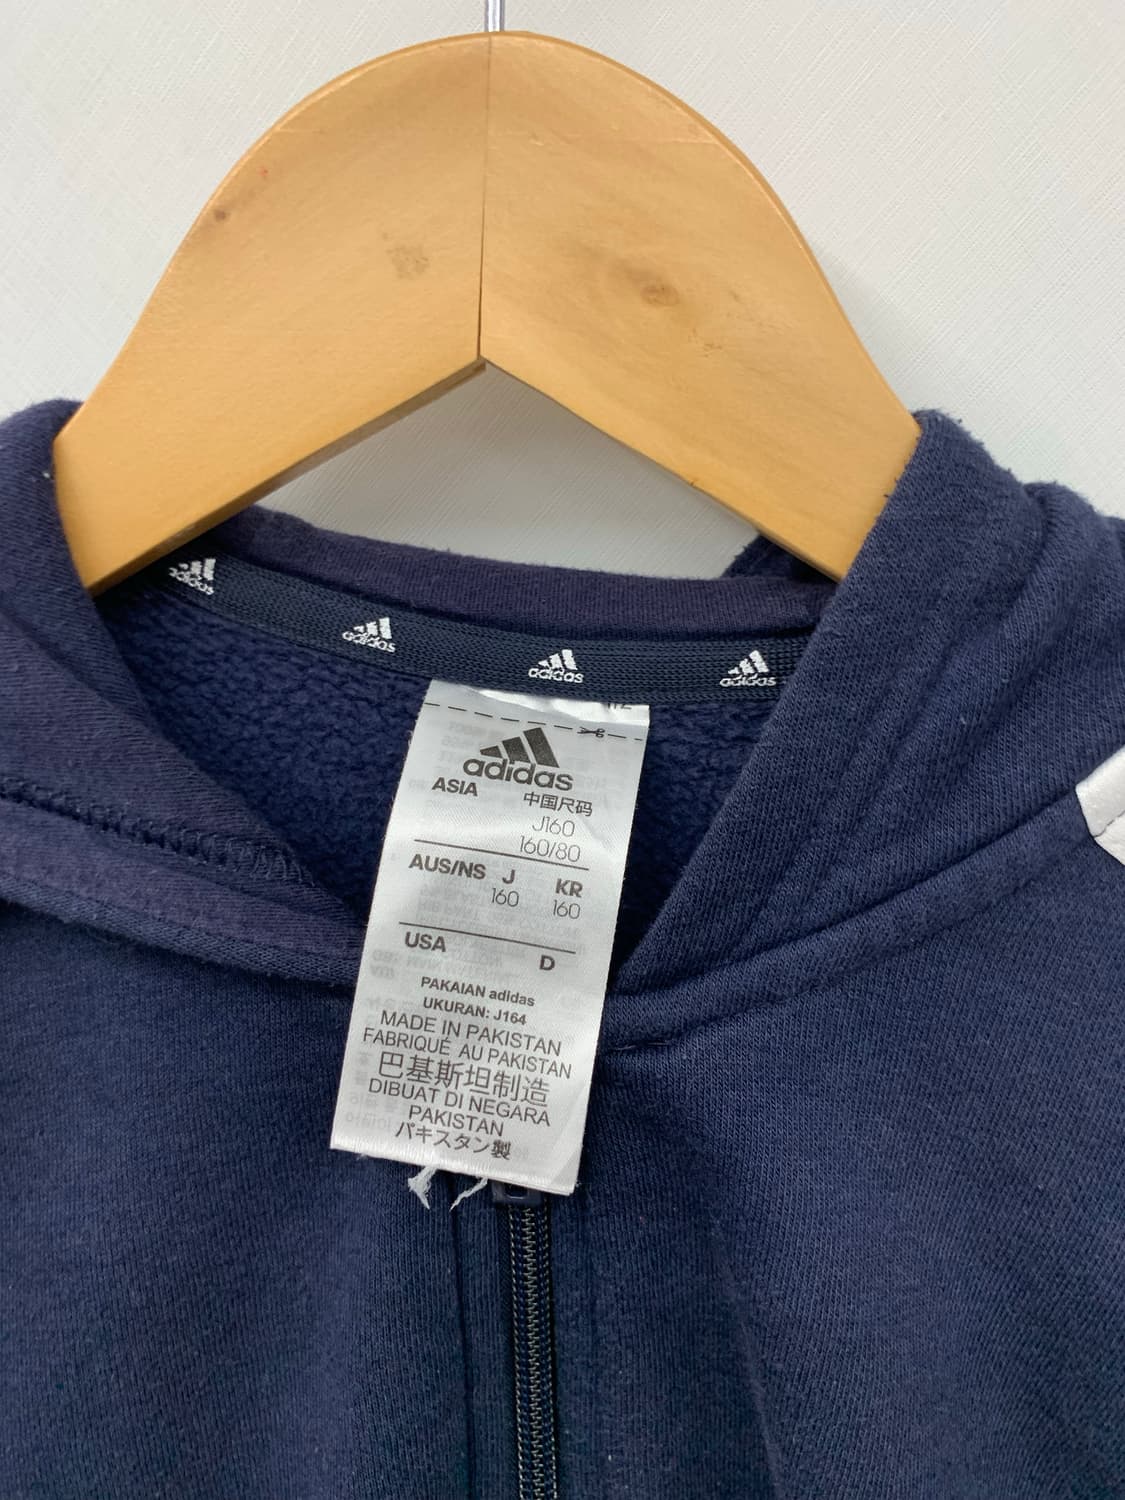 adidas
adidas
adidas
adidas
adidas
ASIA 中国尺码
J160
160/80
AUS/NS J KR
160 160
USA D
PAKAIAN adidas
UKURAN: J164
MADE IN PAKISTAN
FABRIQUÉ AU PAKISTAN
巴基斯坦制造
DIBUAT DI NEGARA
PAKISTAN
パキスタン製